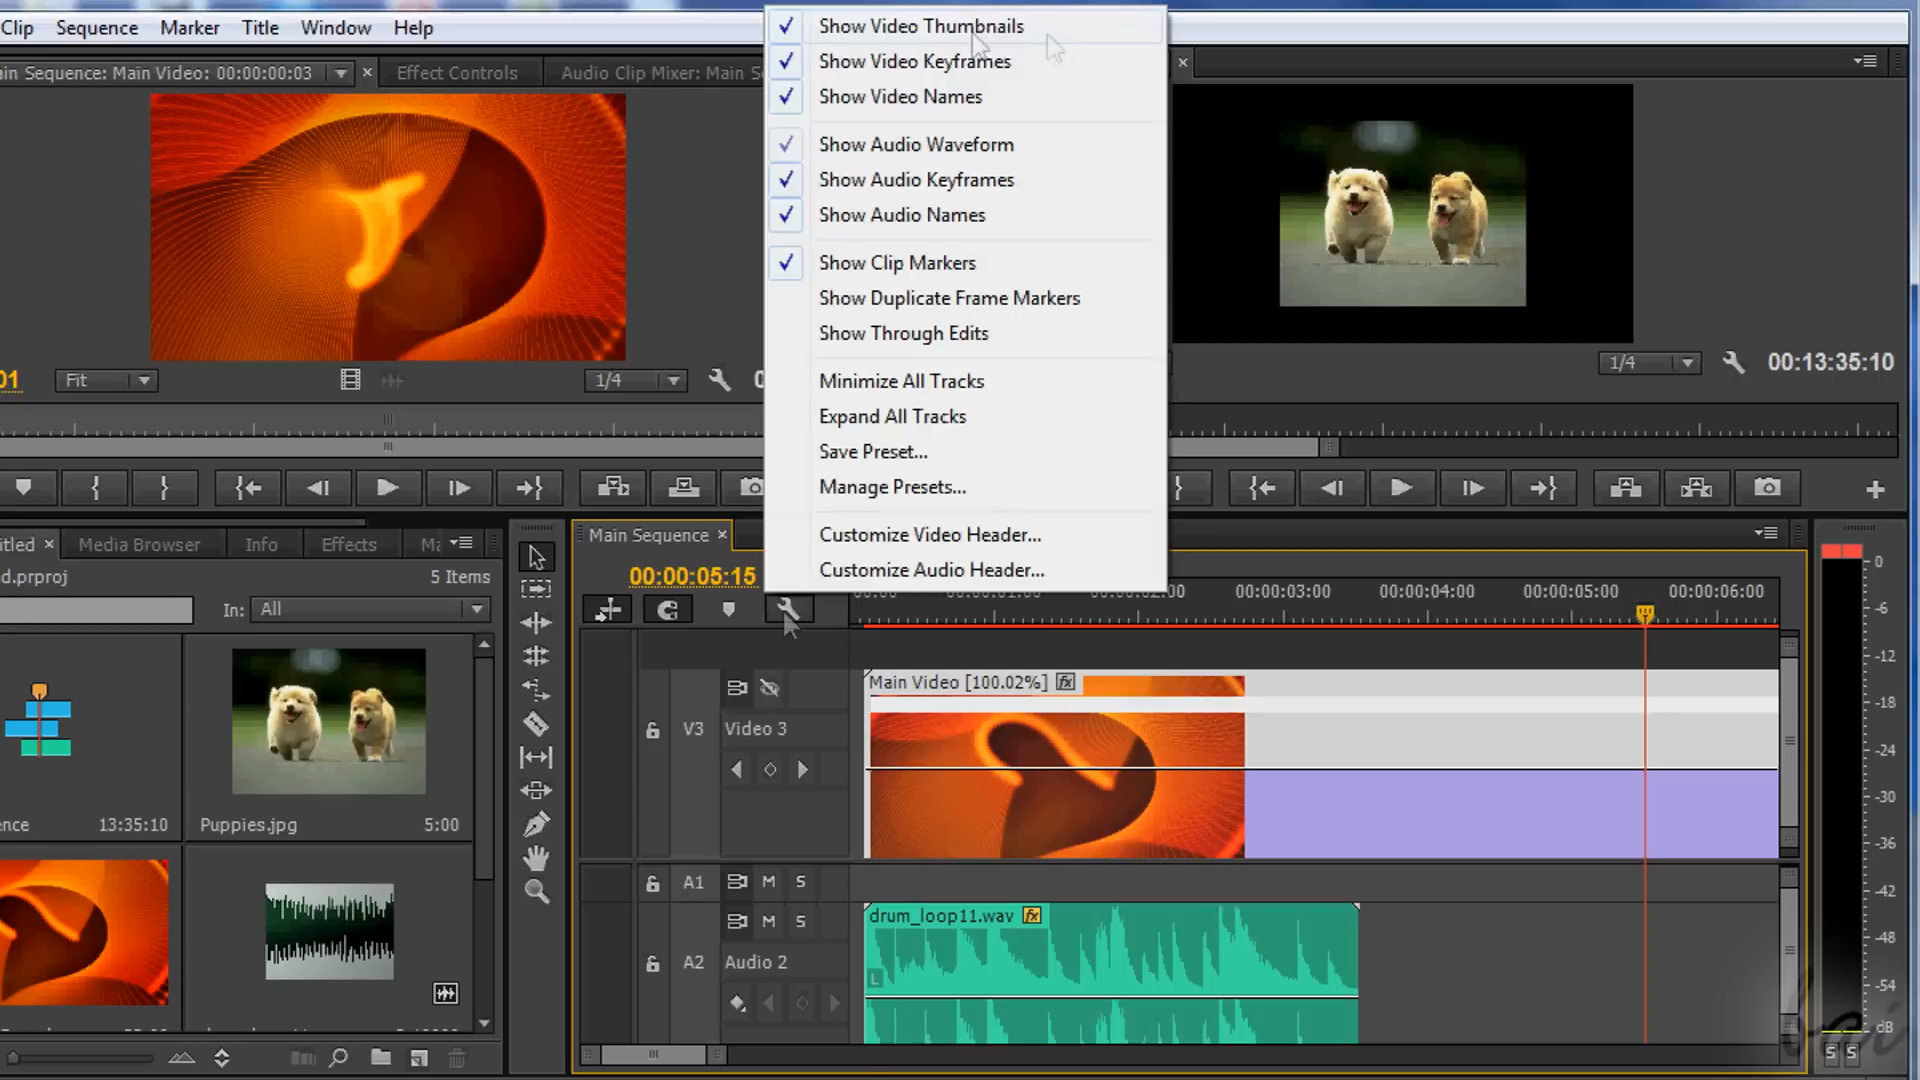 Clip Sequence Marker Title Window Help
in Sequence: Main Video: 00:00:00:03
Effect Controls
Audio Clip Mixer: Main S
Show Video Thumbnails
Show Video Keyframes
Show Video Names
Show Audio Waveform
Show Audio Keyframes
Show Audio Names
Show Clip Markers
Show Duplicate Frame Markers
Show Through Edits
Minimize All Tracks
Expand All Tracks
Save Preset...
Manage Presets...
Customize Video Header...
Customize Audio Header...
01
Fit
1/4
1/4
00:13:35:10
itled
Media Browser
Info
Effects
d.prproj
5 Items
In: All
ence 13:35:10
Puppies.jpg 5:00
Main Sequence
00:00:05:15
00:00:03:00
00:00:04:00
00:00:05:00
00:00:06:00
Main Video [100.02%] fx
V3 Video 3
A1 M S
M S
A2 Audio 2
drum_loop11.wav fx
L
0
-6
-12
-18
-24
-30
-36
-42
-48
-54
dB
S S